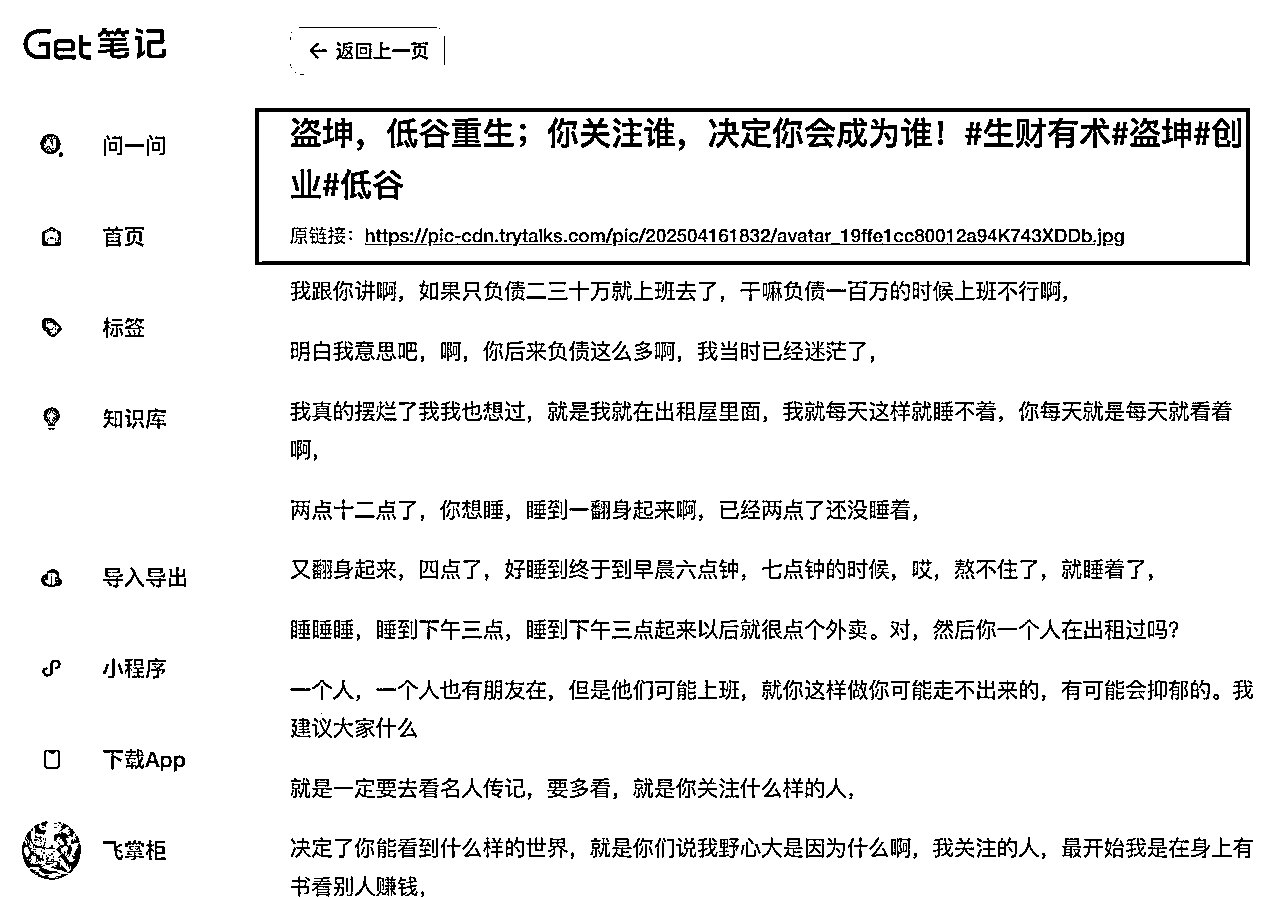 Get笔记
← 返回上一页
问一问
首页
标签
知识库
导入导出
小程序
下载App
飞掌柜
盗坤，低谷重生；你关注谁，决定你会成为谁！#生财有术#盗坤#创
业#低谷
原链接：https://pic-cdn.trytalks.com/pic/202504161832/avatar_19ffe1cc80012a94K743XDDb.jpg
我跟你讲啊，如果只负债二三十万就上班去了，干嘛负债一百万的时候上班不行啊，
明白我意思吧，啊，你后来负债这么多啊，我当时已经迷茫了，
我真的摆烂了我我也想过，就是我就在出租屋里面，我就每天这样就睡不着，你每天就是每天就看着
啊，
两点十二点了，你想睡，睡到一翻身起来啊，已经两点了还没睡着，
又翻身起来，四点了，好睡到终于到早晨六点钟，七点钟的时候，哎，熬不住了，就睡着了，
睡睡睡，睡到下午三点，睡到下午三点起来以后就很点个外卖。对，然后你一个人在出租过吗？
一个人，一个人也有朋友在，但是他们可能上班，就你这样做你可能走不出来的，有可能会抑郁的。我
建议大家什么
就是一定要去看名人传记，要多看，就是你关注什么样的人，
决定了你能看到什么样的世界，就是你们说我野心大是因为什么啊，我关注的人，最开始我是在身上有
书看别人赚钱，